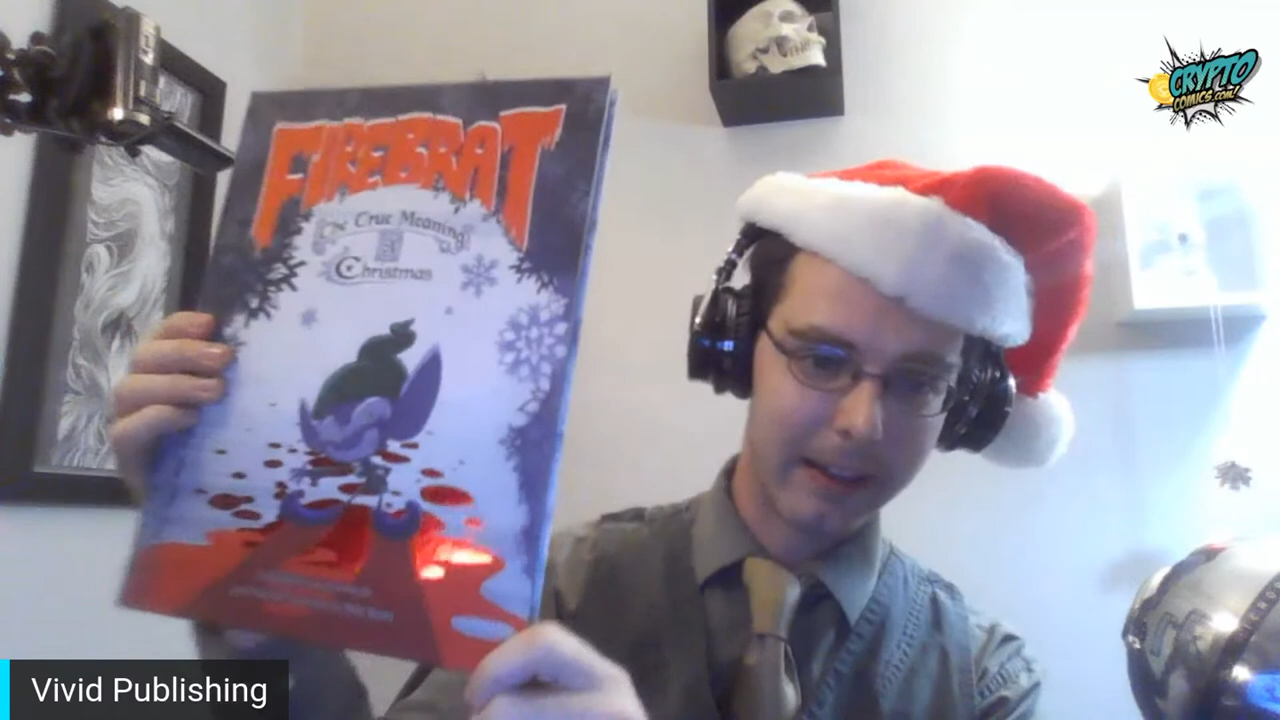 CRYPTO
COMICS.COM!
FIREBRAT
The True Meaning
of
Christmas
Vivid Publishing